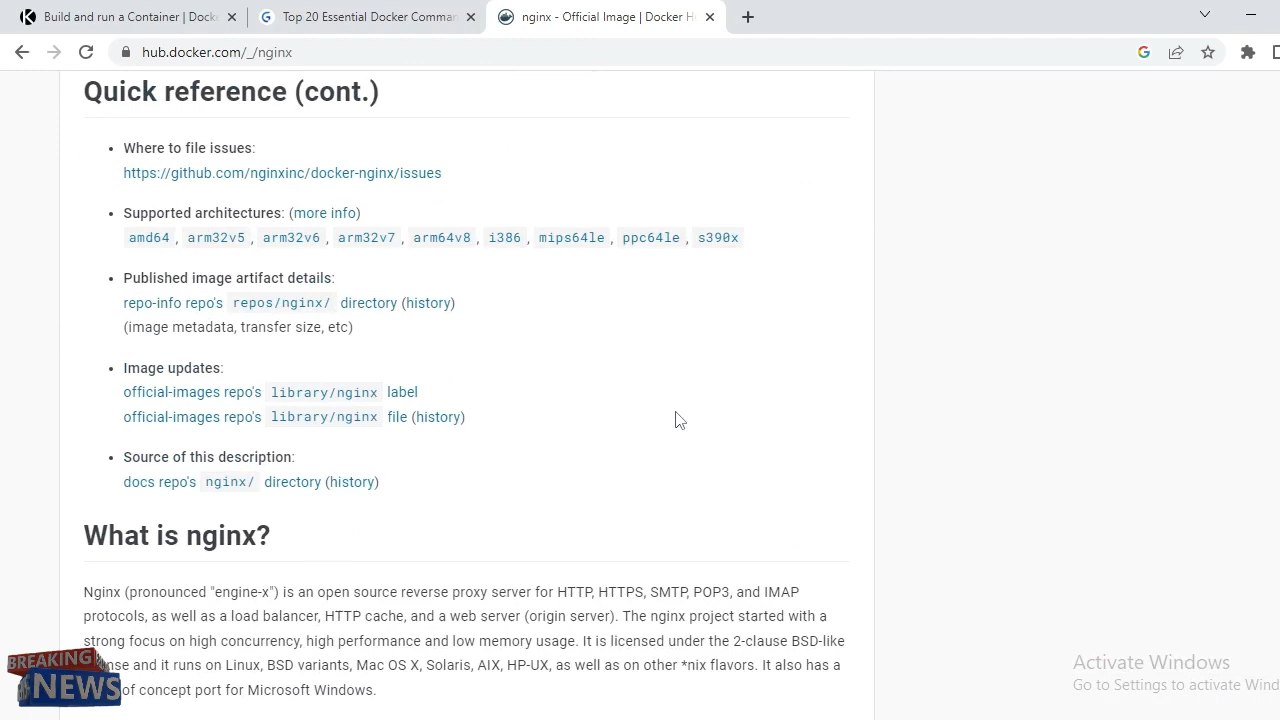 Build and run a Container | Dock
Top 20 Essential Docker Comman
nginx - Official Image | Docker H
hub.docker.com/_/nginx
Quick reference (cont.)
• Where to file issues:
https://github.com/nginxinc/docker-nginx/issues
• Supported architectures: (more info)
amd64 , arm32v5 , arm32v6 , arm32v7 , arm64v8 , i386 , mips64le , ppc64le , s390x
• Published image artifact details:
repo-info repo's repos/nginx/ directory (history)
(image metadata, transfer size, etc)
• Image updates:
official-images repo's library/nginx label
official-images repo's library/nginx file (history)
• Source of this description:
docs repo's nginx/ directory (history)
What is nginx?
Nginx (pronounced "engine-x") is an open source reverse proxy server for HTTP, HTTPS, SMTP, POP3, and IMAP
protocols, as well as a load balancer, HTTP cache, and a web server (origin server). The nginx project started with a
strong focus on high concurrency, high performance and low memory usage. It is licensed under the 2-clause BSD-like
nse and it runs on Linux, BSD variants, Mac OS X, Solaris, AIX, HP-UX, as well as on other *nix flavors. It also has a
of concept port for Microsoft Windows.
BREAKING
NEWS
Activate Windows
Go to Settings to activate Wind